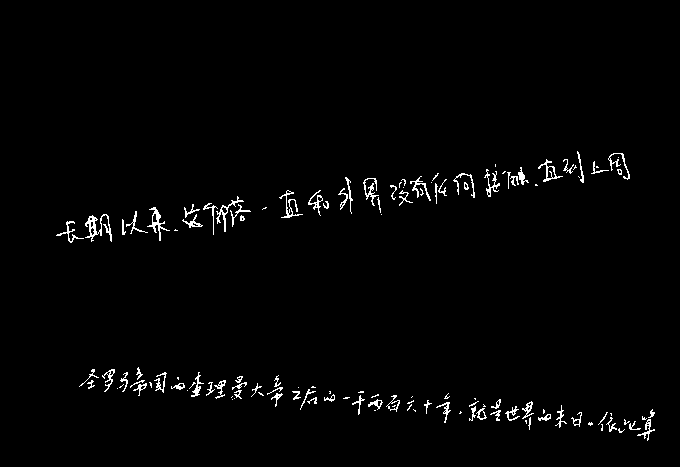 长期以来,这部落一直和外界没有任何接触,直到上周
圣罗马帝国的查理曼大帝之后的一千两百六十年,就是世界的末日。依此算